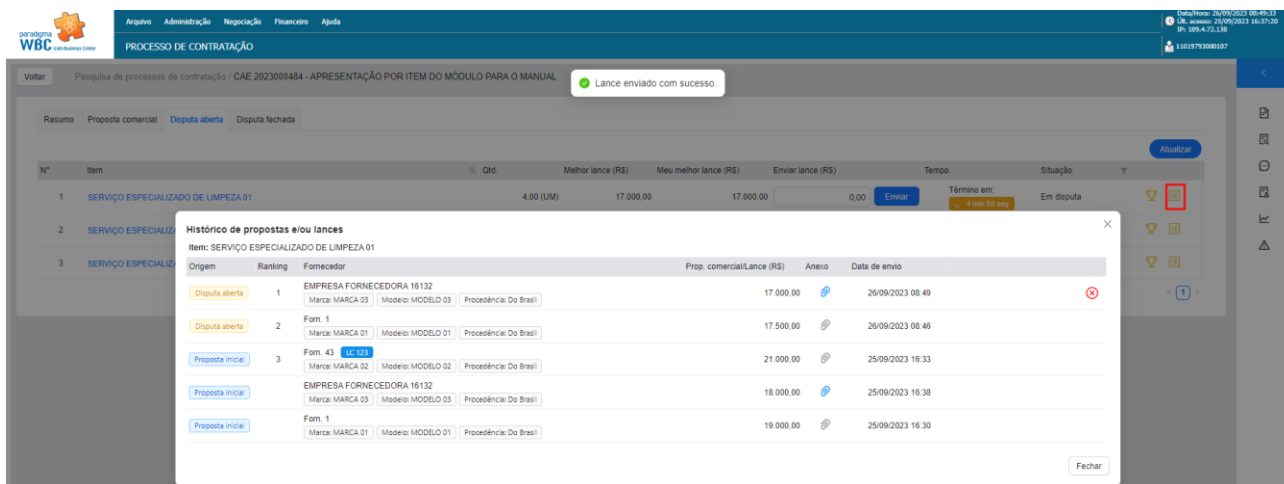 paradigma
WBC
Arquivo Administração Negociação Financeiro Ajuda
Data/Hora: 26/09/2023 08:49:33
Últ. acesso: 25/09/2023 16:37:20
IP: 189.4.72.138
PROCESSO DE CONTRATAÇÃO
11019793000107
Voltar Pesquisa de processos de contratação / CAE 2023000484 - APRESENTAÇÃO POR ITEM DO MÓDULO PARA O MANUAL
Lance enviado com sucesso.
Resumo Proposta comercial Disputa aberta Disputa fechada
Atualizar
N° Item Qtd. Melhor lance (R$) Meu melhor lance (R$) Enviar lance (R$) Tempo Situação
1 SERVIÇO ESPECIALIZADO DE LIMPEZA 01 4,00 (UM) 17.000,00 17.000,00 0,00 Enviar Término em: 4 min 56 seg Em disputa
2 SERVIÇO ESPECIALIZ
3 SERVIÇO ESPECIALIZ
1
Histórico de propostas e/ou lances
Item: SERVIÇO ESPECIALIZADO DE LIMPEZA 01
Origem Ranking Fornecedor Prop. comercial/Lance (R$) Anexo Data de envio
Disputa aberta 1 EMPRESA FORNECEDORA 16132 17.000,00 26/09/2023 08:49
Marca: MARCA 03 Modelo: MODELO 03 Procedência: Do Brasil
Disputa aberta 2 Forn. 1 17.500,00 26/09/2023 08:46
Marca: MARCA 01 Modelo: MODELO 01 Procedência: Do Brasil
Proposta inicial 3 Forn. 43 LC 123 21.000,00 25/09/2023 16:33
Marca: MARCA 02 Modelo: MODELO 02 Procedência: Do Brasil
Proposta inicial EMPRESA FORNECEDORA 16132 18.000,00 25/09/2023 16:38
Marca: MARCA 03 Modelo: MODELO 03 Procedência: Do Brasil
Proposta inicial Forn. 1 19.000,00 25/09/2023 16:30
Marca: MARCA 01 Modelo: MODELO 01 Procedência: Do Brasil
Fechar